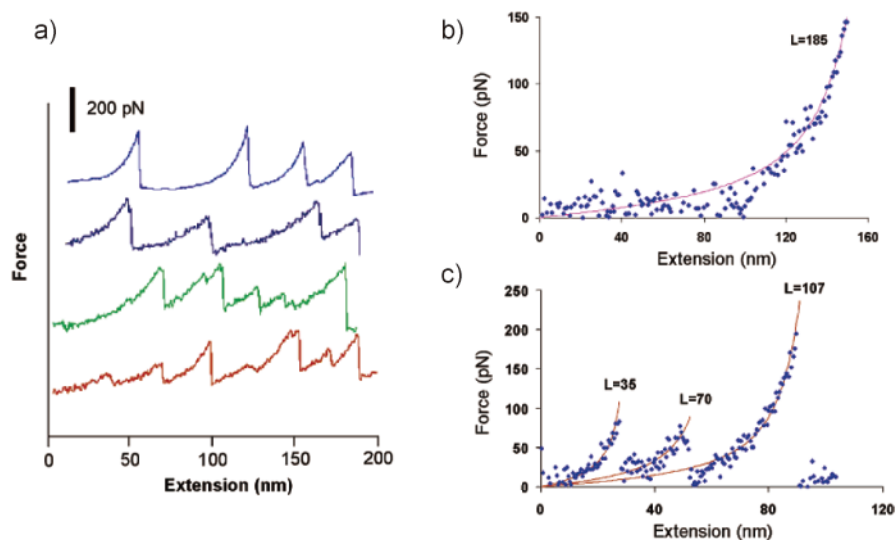 a)
200 pN
Force
0 50 100 150 200
Extension (nm)
b)
150
100
50
0
Force (pN)
L=185
0 40 80 120 160
Extension (nm)
c)
250
200
150
100
50
0
Force (pN)
L=107
L=35
L=70
0 40 80 120
Extension (nm)